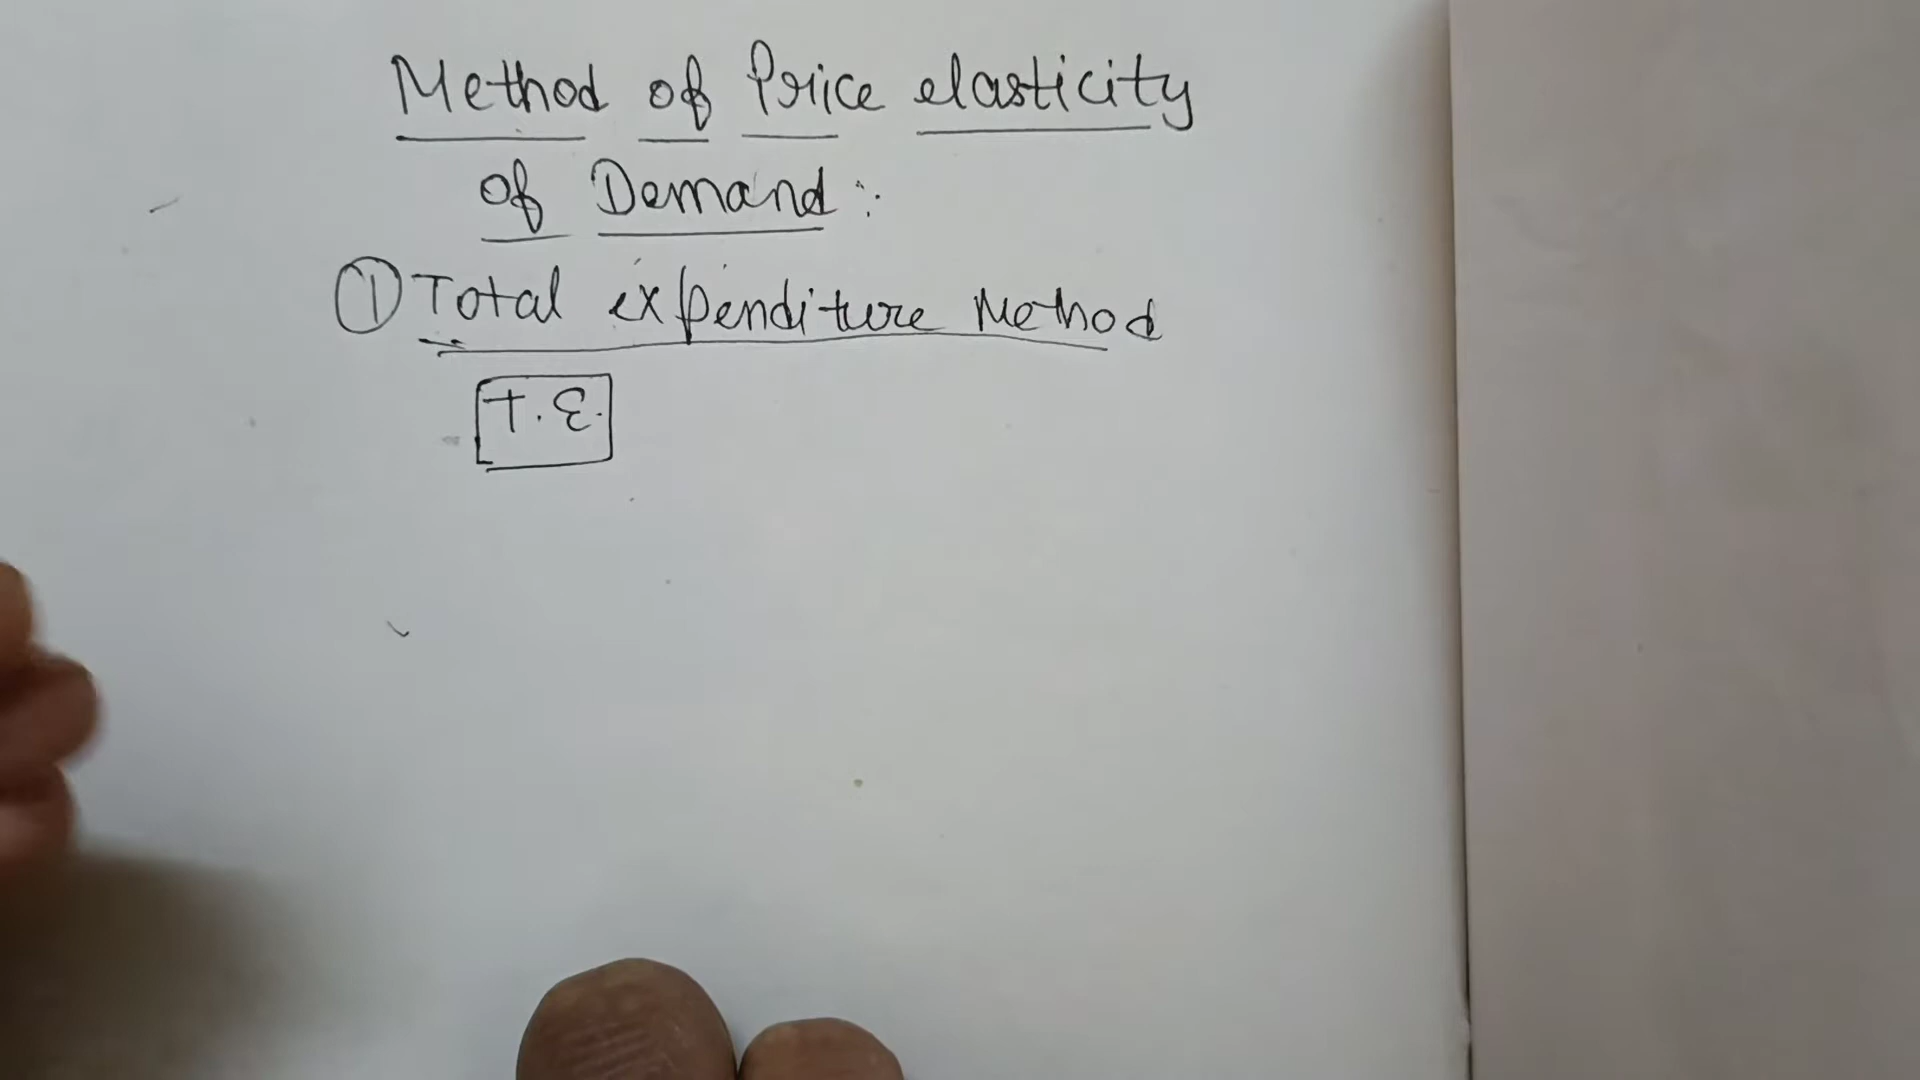 Method of Price elasticity
of Demand :
① Total expenditure Method
T.E.